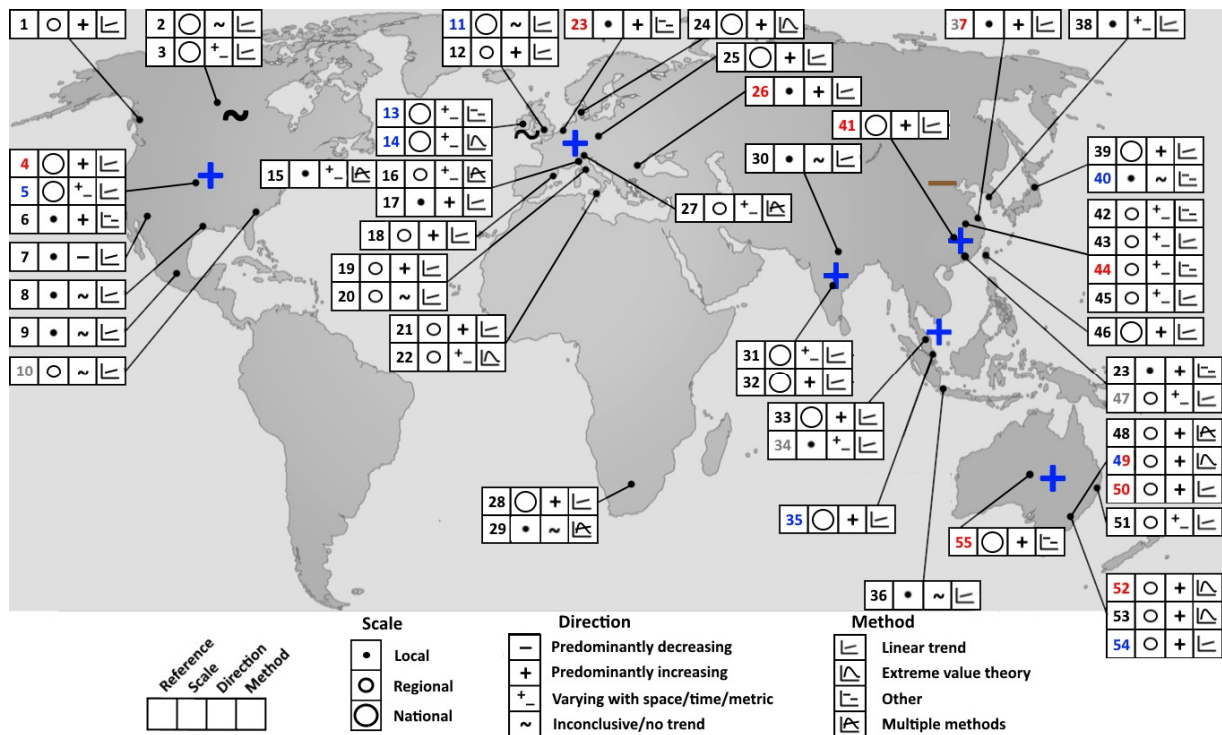 1 + 
2 ~
3 + −
11 ~
12 +
23 +
24 +
25 +
26 +
37 +
38 + −
41 +
13 + −
14 + −
30 ~
39 +
40 ~
4 +
5 + −
6 +
15 + −
16 + −
17 +
27 + −
42 + −
43 + −
44 + −
45 + −
7 −
18 +
8 ~
19 +
20 ~
9 ~
21 +
22 + −
46 +
10 ~
31 + −
32 +
23 +
47 + −
33 +
34 + −
48 +
49 +
50 +
28 +
29 ~
35 +
51 + −
55 +
36 ~
52 +
53 +
54 +
Reference
Scale
Direction
Method
Scale
Local
Regional
National
Direction
− Predominantly decreasing
+ Predominantly increasing
+ − Varying with space/time/metric
~ Inconclusive/no trend
Method
Linear trend
Extreme value theory
Other
Multiple methods